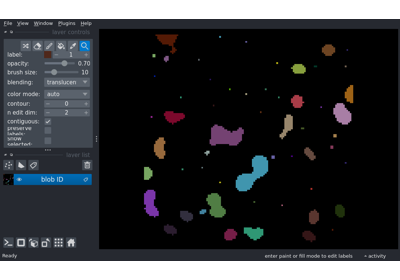 File View Window Plugins Help
layer controls
label: − 1 +
opacity: 0.70
brush size: 10
blending: translucen
color mode: auto
contour: − 0 +
n edit dim: − 2 +
contiguous: ✓
preserve labels:
show selected:
layer list
blob ID
Ready enter paint or fill mode to edit labels activity